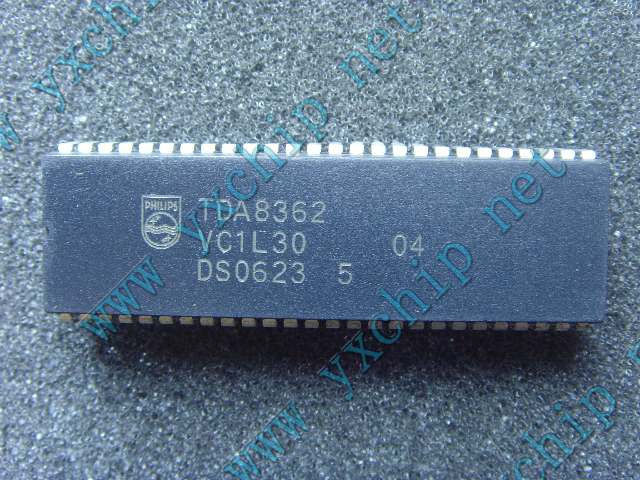 PHILIPS
TDA8362
VC1L30 04
DS0623 5
www yxchip net
www yxchip net
www yxchip net